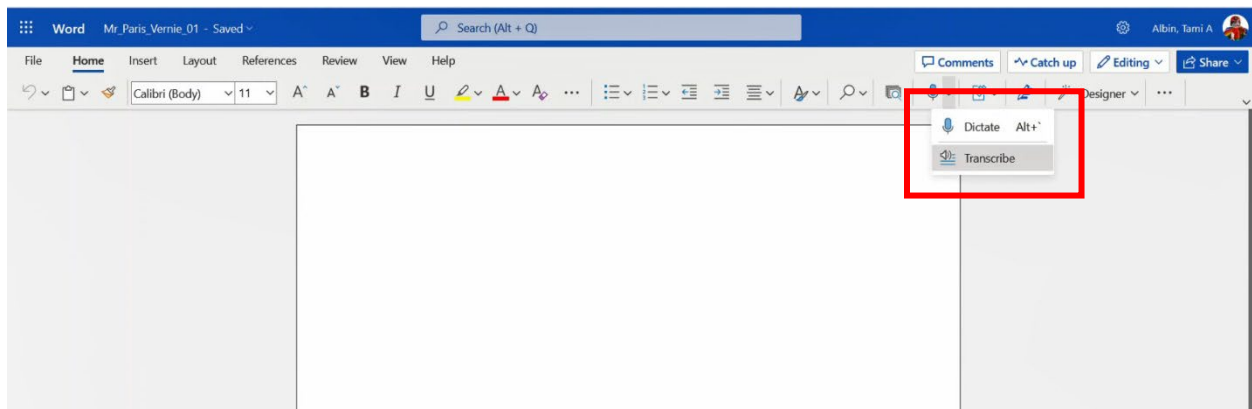 Word Mr_Paris_Vernie_01 - Saved Search (Alt + Q) Albin, Tami A
File Home Insert Layout References Review View Help Comments Catch up Editing Share
Calibri (Body) 11 A A B I U A A Designer
Dictate Alt+`
Transcribe